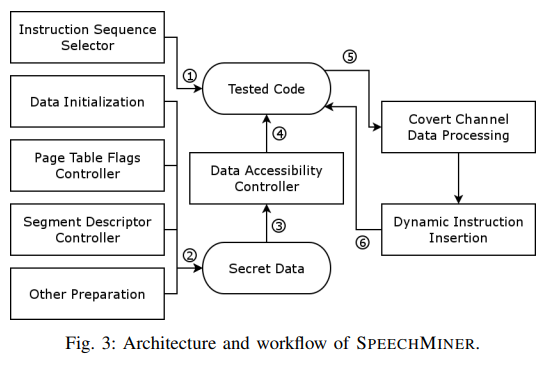 Instruction Sequence
Selector
Data Initialization
Page Table Flags
Controller
Segment Descriptor
Controller
Other Preparation
①
②
Tested Code
④
Data Accessibility
Controller
③
Secret Data
⑤
Covert Channel
Data Processing
Dynamic Instruction
Insertion
⑥
Fig. 3: Architecture and workflow of SPEECHMINER.